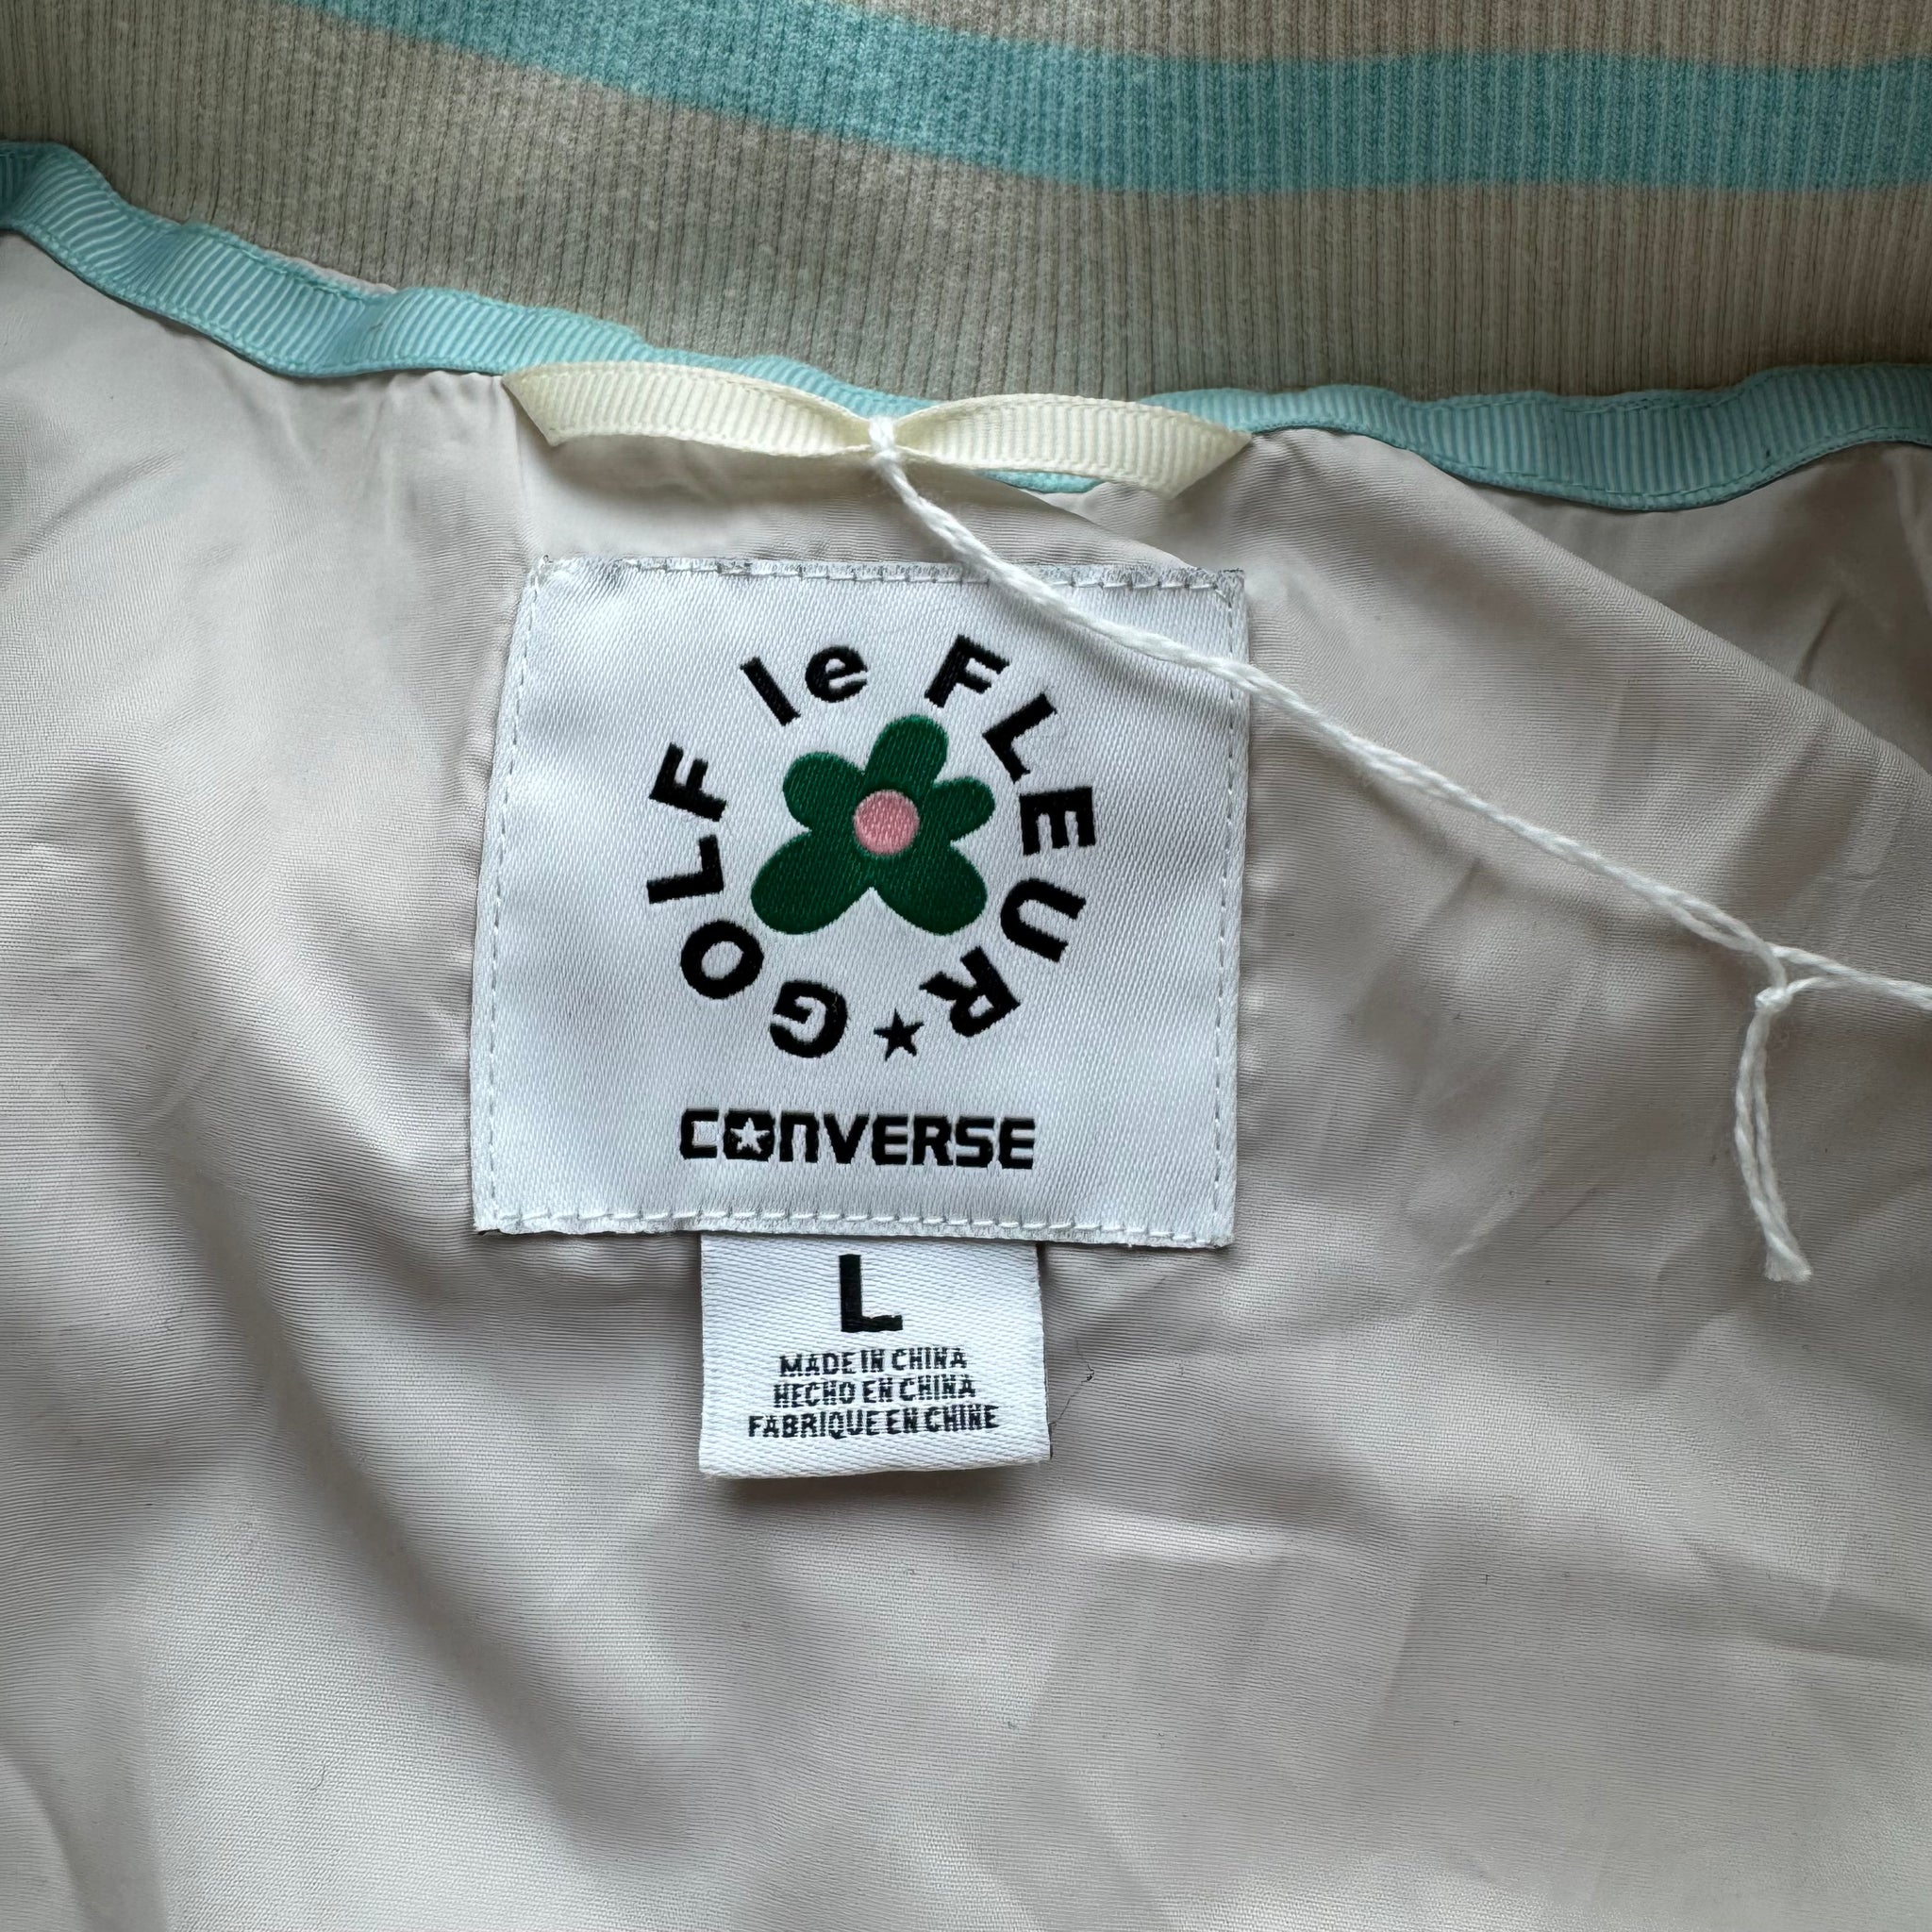 GOLF le FLEUR★
CONVERSE
L
MADE IN CHINA
HECHO EN CHINA
FABRIQUE EN CHINE